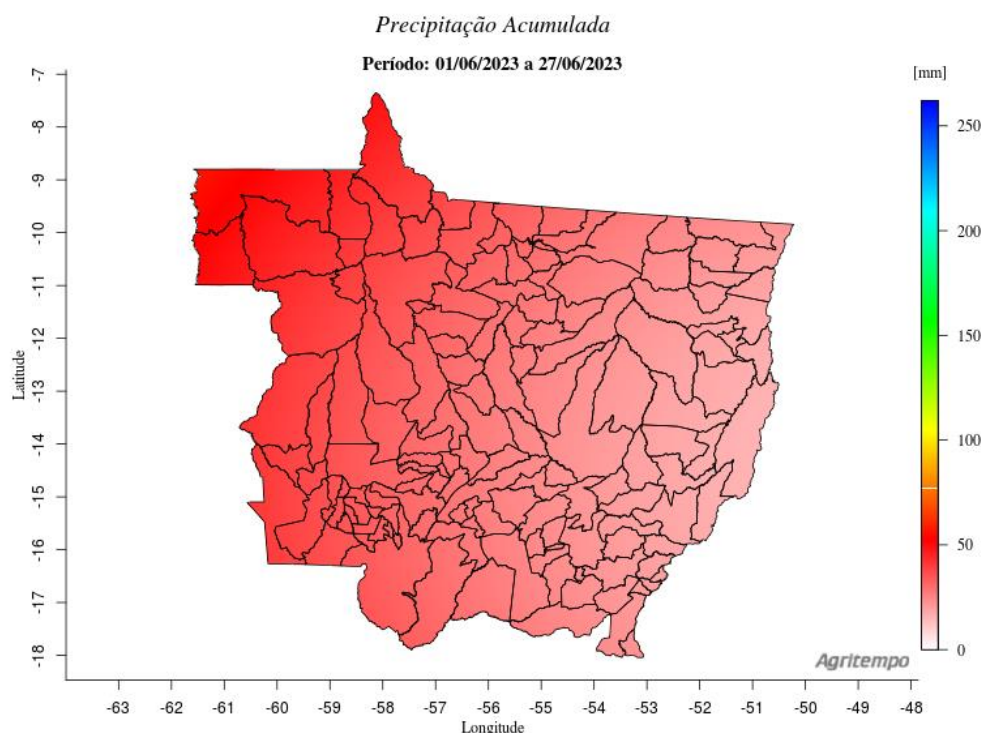 Precipitação Acumulada
Período: 01/06/2023 a 27/06/2023
[mm]
250
200
150
100
50
0
Latitude
-7
-8
-9
-10
-11
-12
-13
-14
-15
-16
-17
-18
Agritempo
-63 -62 -61 -60 -59 -58 -57 -56 -55 -54 -53 -52 -51 -50 -49 -48
Longitude